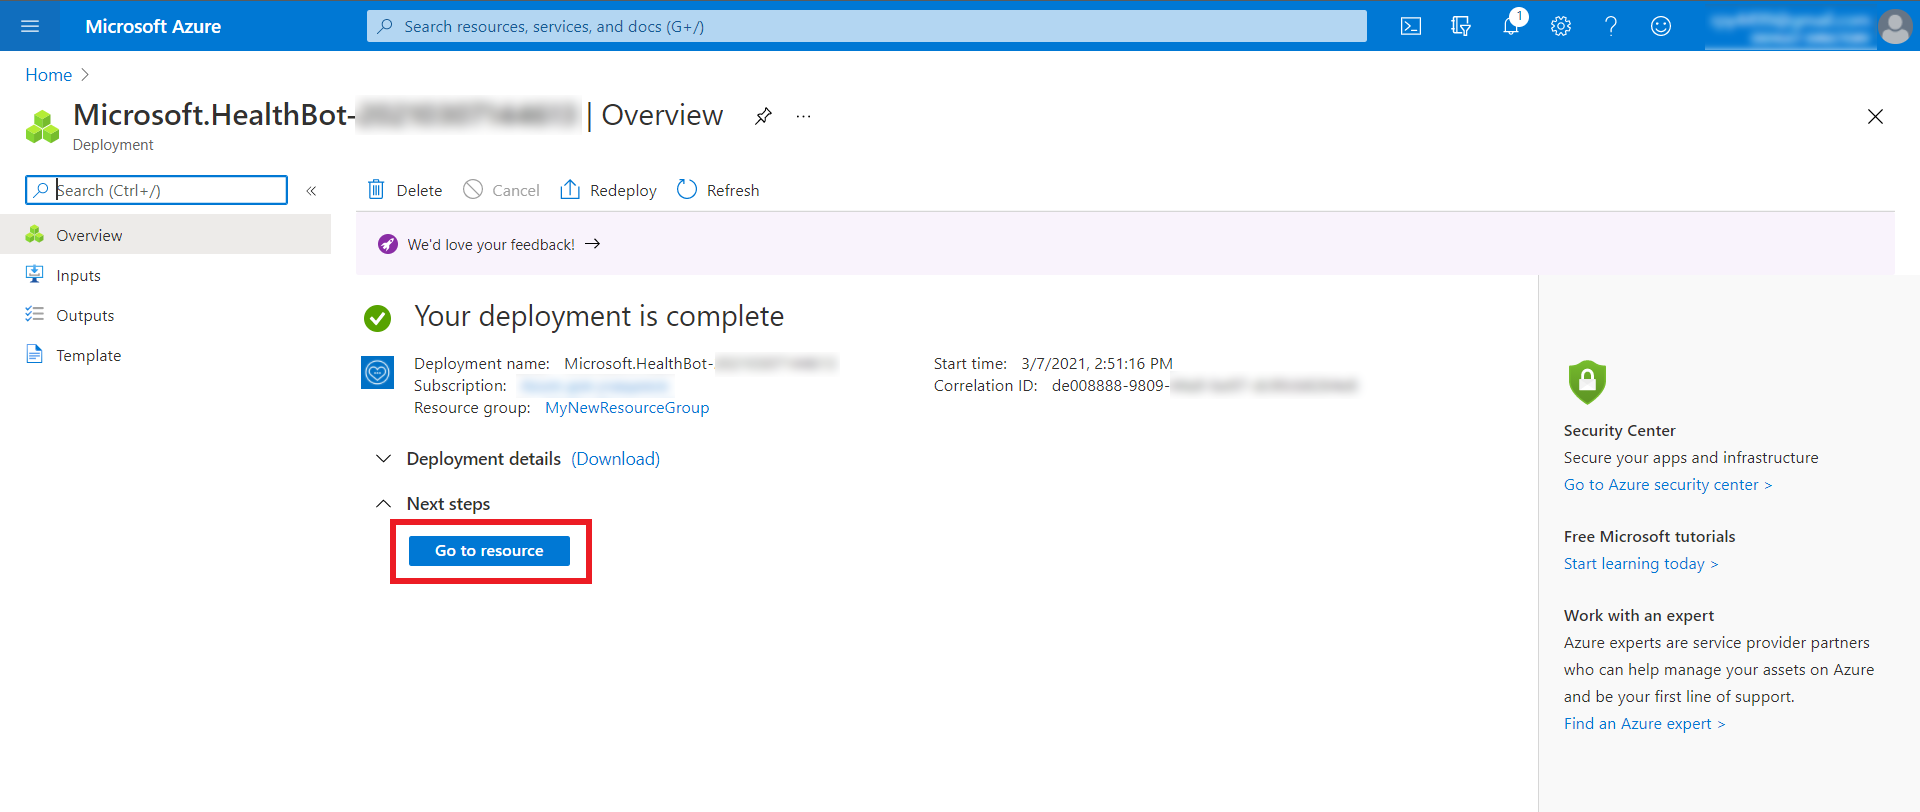 Microsoft Azure
Search resources, services, and docs (G+/)
1
Home
Microsoft.HealthBot- | Overview
Deployment
Search (Ctrl+/)
Overview
Inputs
Outputs
Template
Delete
Cancel
Redeploy
Refresh
We'd love your feedback!
Your deployment is complete
Deployment name: Microsoft.HealthBot-
Subscription:
Resource group: MyNewResourceGroup
Start time: 3/7/2021, 2:51:16 PM
Correlation ID: de008888-9809-
Deployment details (Download)
Next steps
Go to resource
Security Center
Secure your apps and infrastructure
Go to Azure security center >
Free Microsoft tutorials
Start learning today >
Work with an expert
Azure experts are service provider partners
who can help manage your assets on Azure
and be your first line of support.
Find an Azure expert >